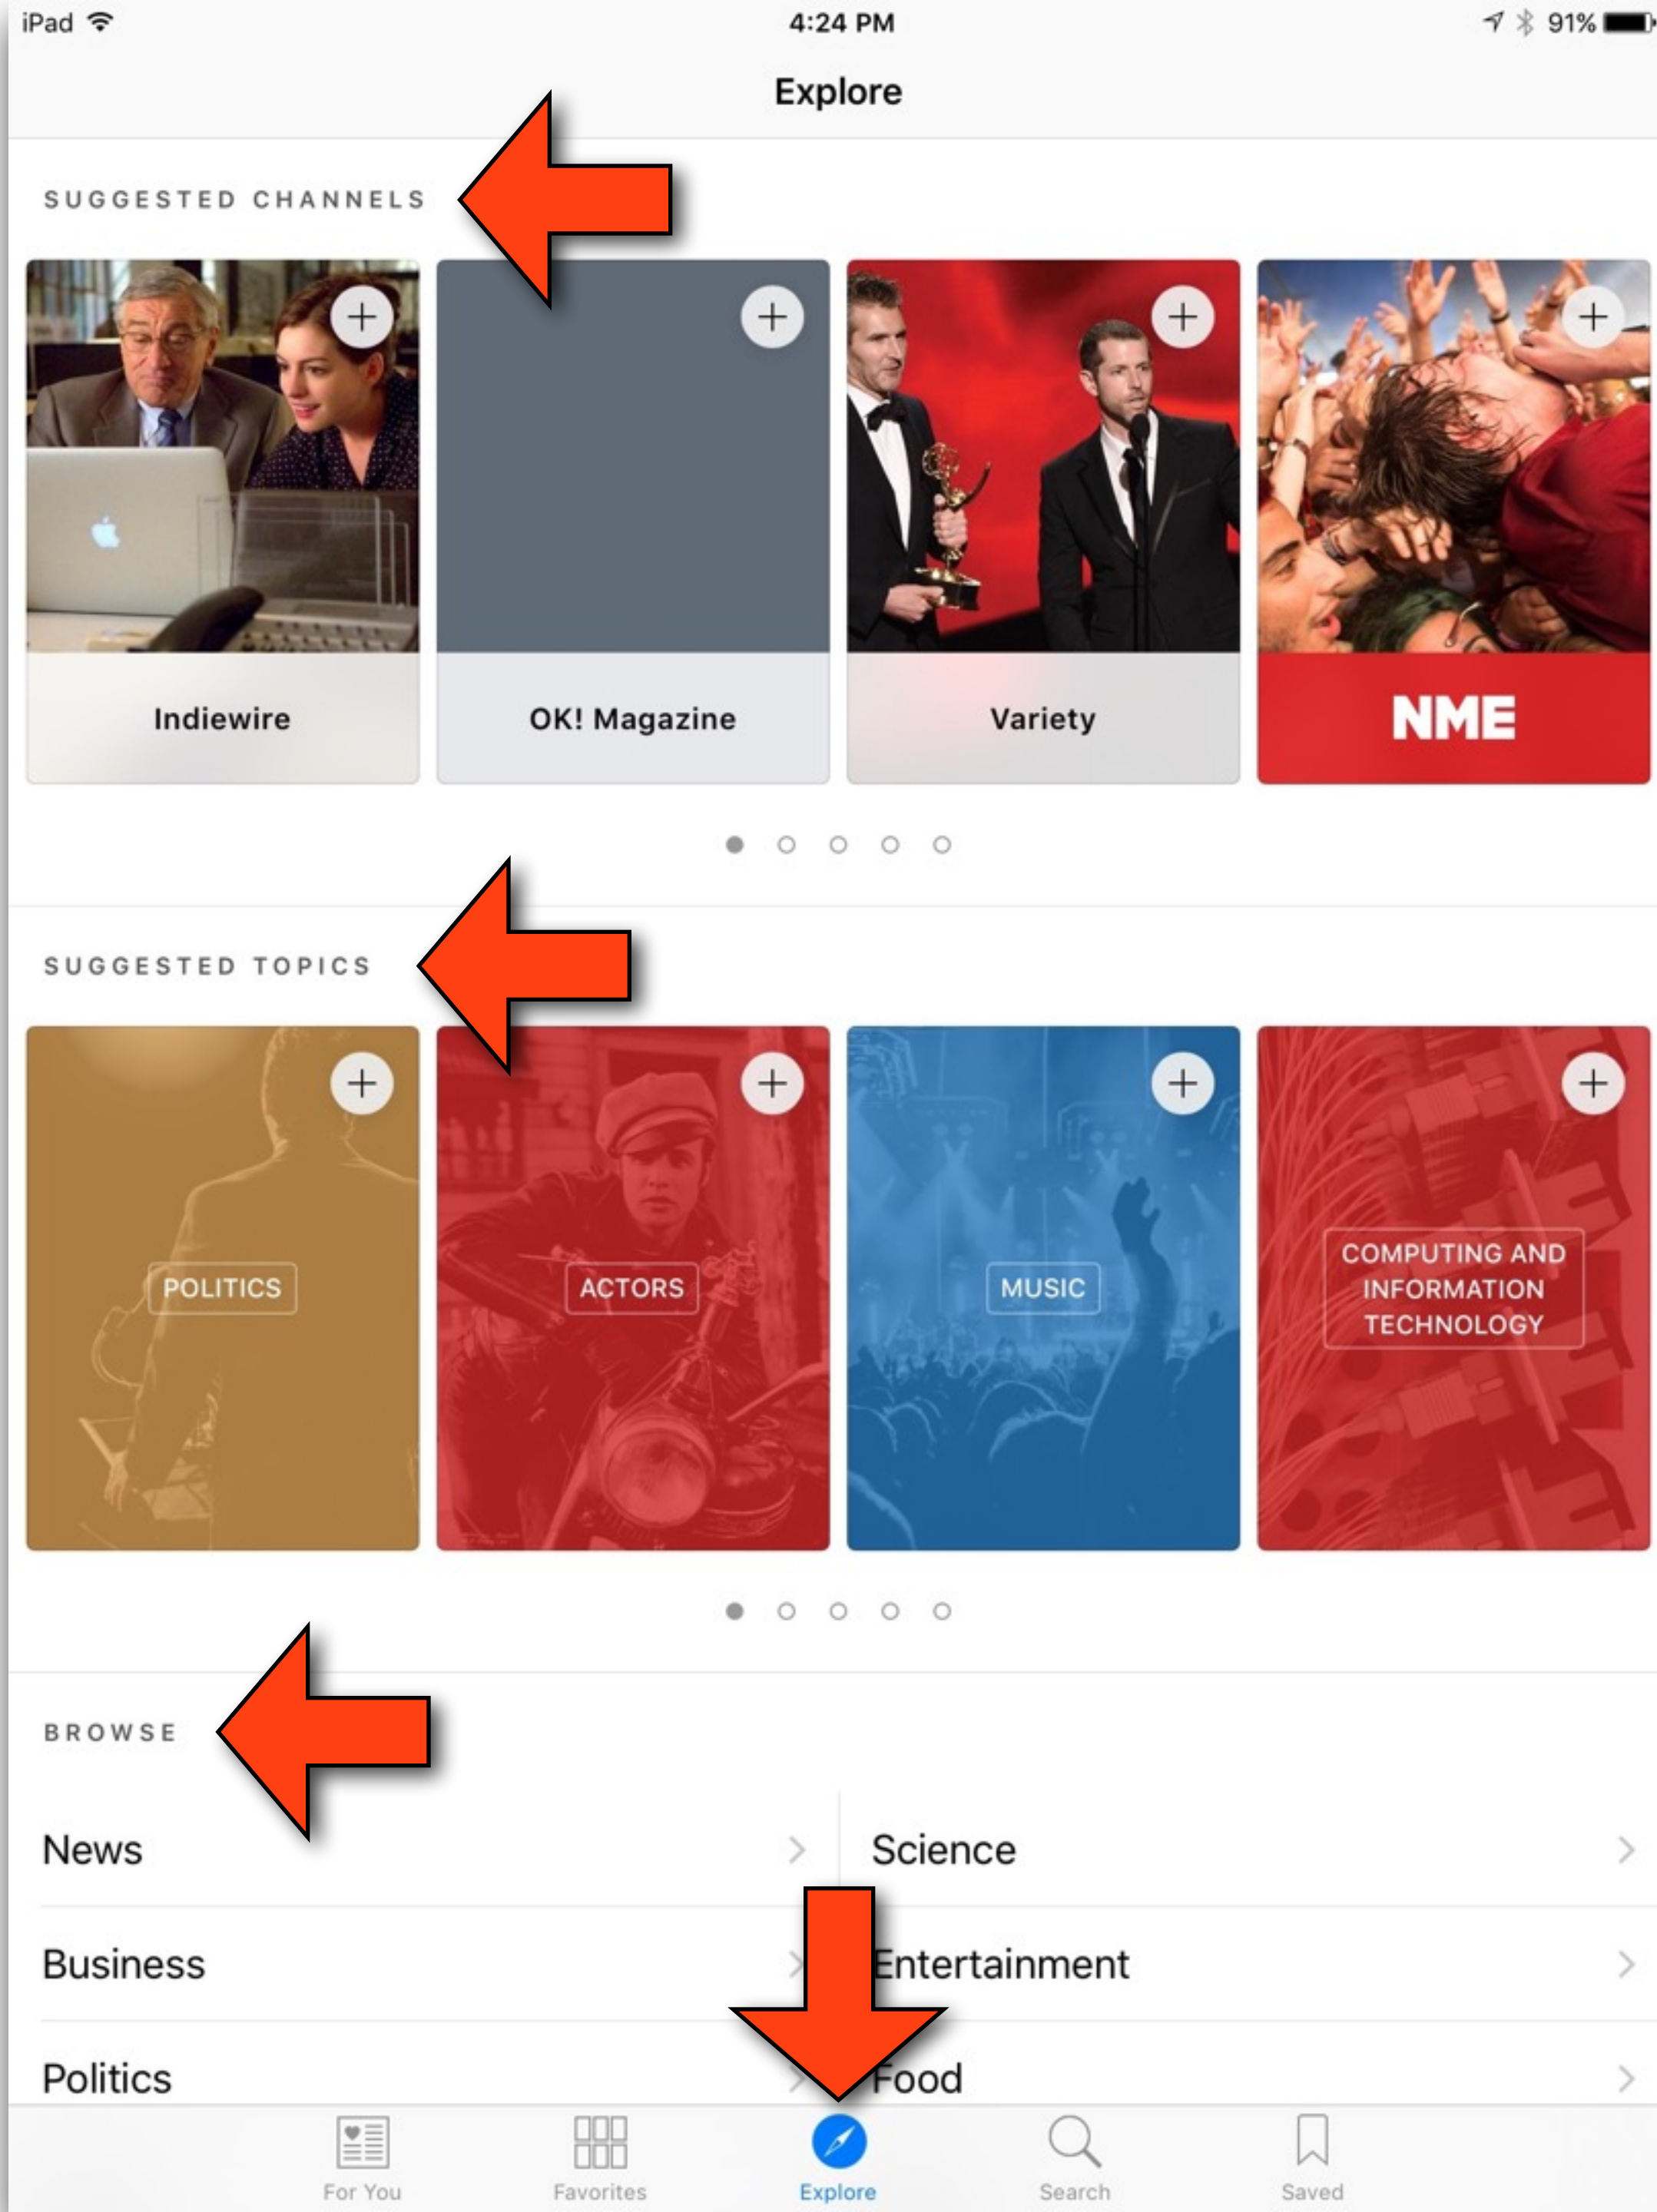 iPad
4:24 PM
91%
Explore
SUGGESTED CHANNELS
Indiewire
OK! Magazine
Variety
NME
SUGGESTED TOPICS
POLITICS
ACTORS
MUSIC
COMPUTING AND
INFORMATION
TECHNOLOGY
BROWSE
News
Science
Business
Entertainment
Politics
Food
For You
Favorites
Explore
Search
Saved